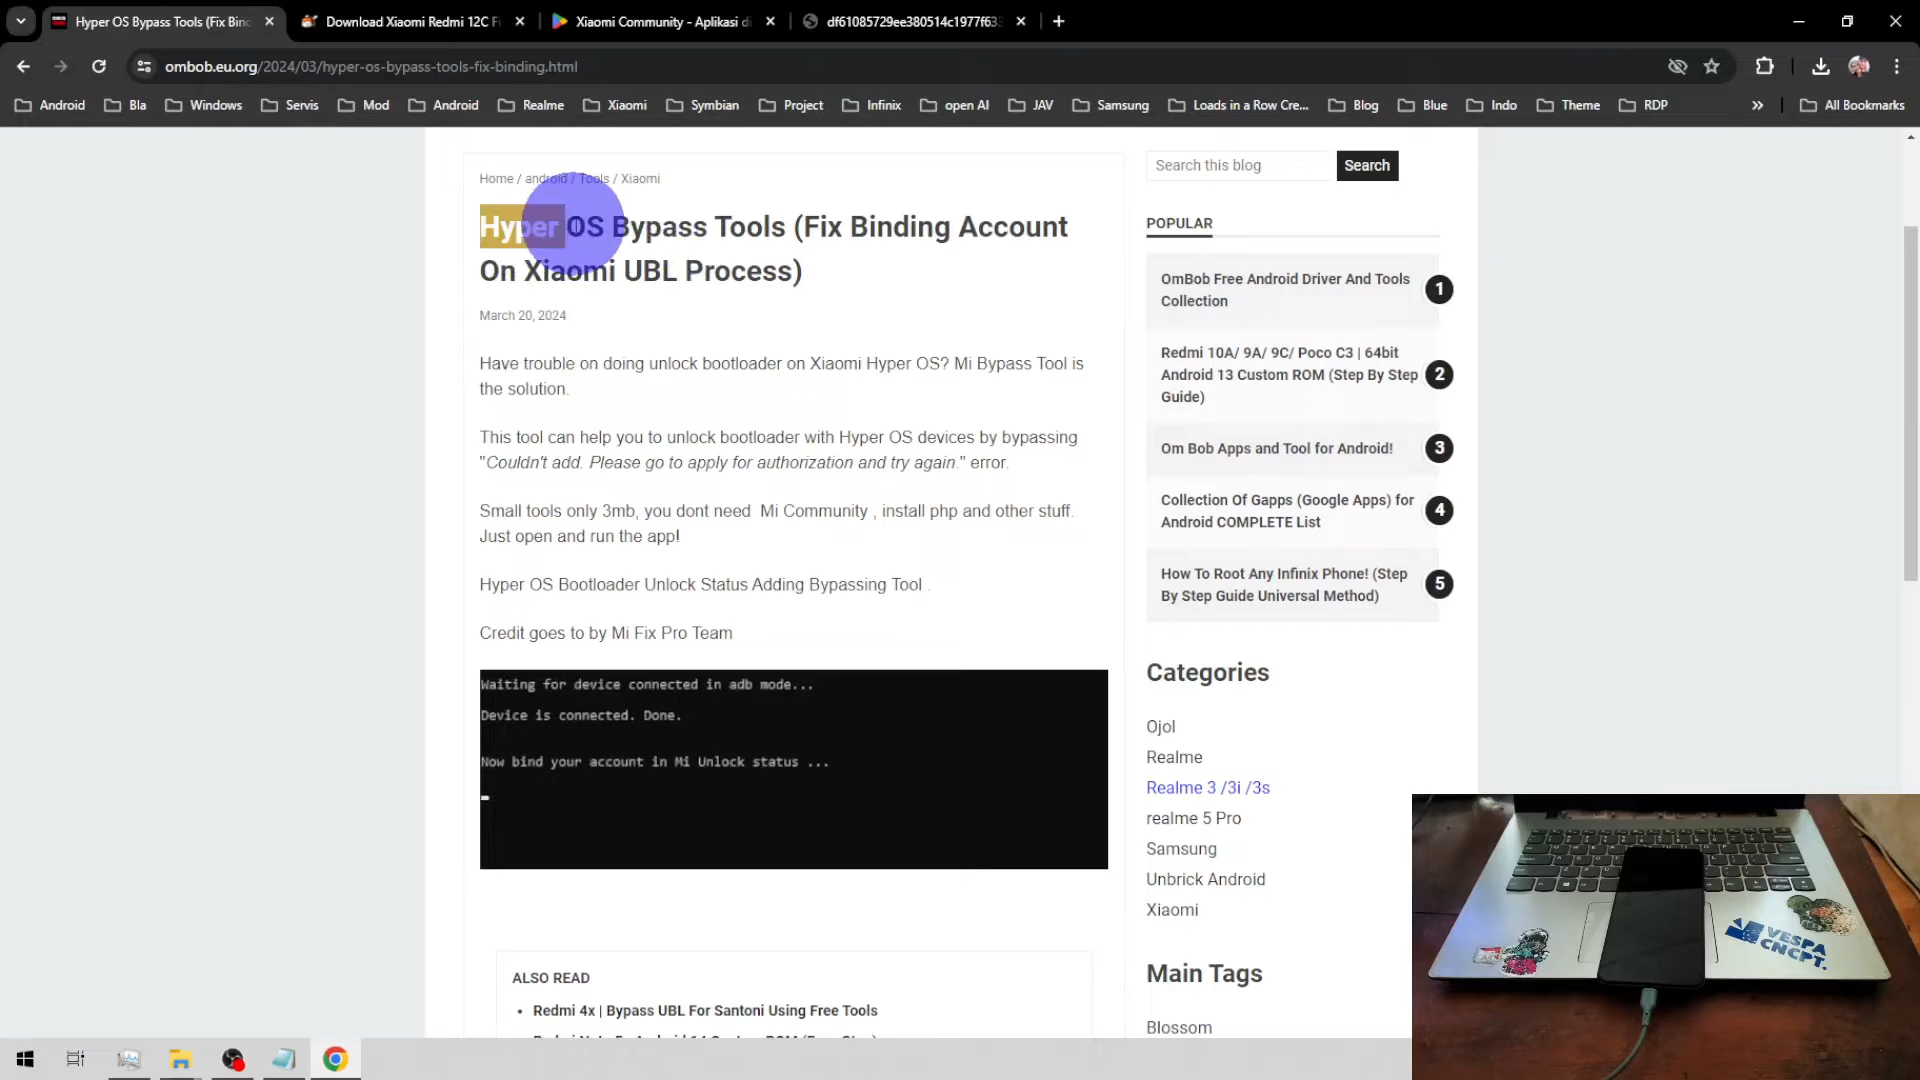 Hyper OS Bypass Tools (Fix Bind
Download Xiaomi Redmi 12C Fi
Xiaomi Community - Aplikasi di
df61085729ee380514c1977f633
ombob.eu.org/2024/03/hyper-os-bypass-tools-fix-binding.html
Android
Bla
Windows
Servis
Mod
Android
Realme
Xiaomi
Symbian
Project
Infinix
open AI
JAV
Samsung
Loads in a Row Cre...
Blog
Blue
Indo
Theme
RDP
All Bookmarks
Home / android / Tools / Xiaomi
Hyper OS Bypass Tools (Fix Binding Account
On Xiaomi UBL Process)
March 20, 2024
Have trouble on doing unlock bootloader on Xiaomi Hyper OS? Mi Bypass Tool is
the solution.
This tool can help you to unlock bootloader with Hyper OS devices by bypassing
"Couldn't add. Please go to apply for authorization and try again." error.
Small tools only 3mb, you dont need  Mi Community , install php and other stuff.
Just open and run the app!
Hyper OS Bootloader Unlock Status Adding Bypassing Tool .
Credit goes to by Mi Fix Pro Team
Waiting for device connected in adb mode...
Device is connected. Done.
Now bind your account in Mi Unlock status ...
ALSO READ
Redmi 4x | Bypass UBL For Santoni Using Free Tools
Search this blog
Search
POPULAR
OmBob Free Android Driver And Tools
Collection
1
Redmi 10A/ 9A/ 9C/ Poco C3 | 64bit
Android 13 Custom ROM (Step By Step
Guide)
2
Om Bob Apps and Tool for Android!
3
Collection Of Gapps (Google Apps) for
Android COMPLETE List
4
How To Root Any Infinix Phone! (Step
By Step Guide Universal Method)
5
Categories
Ojol
Realme
Realme 3 /3i /3s
realme 5 Pro
Samsung
Unbrick Android
Xiaomi
Main Tags
Blossom
VESPA
CNCPT.